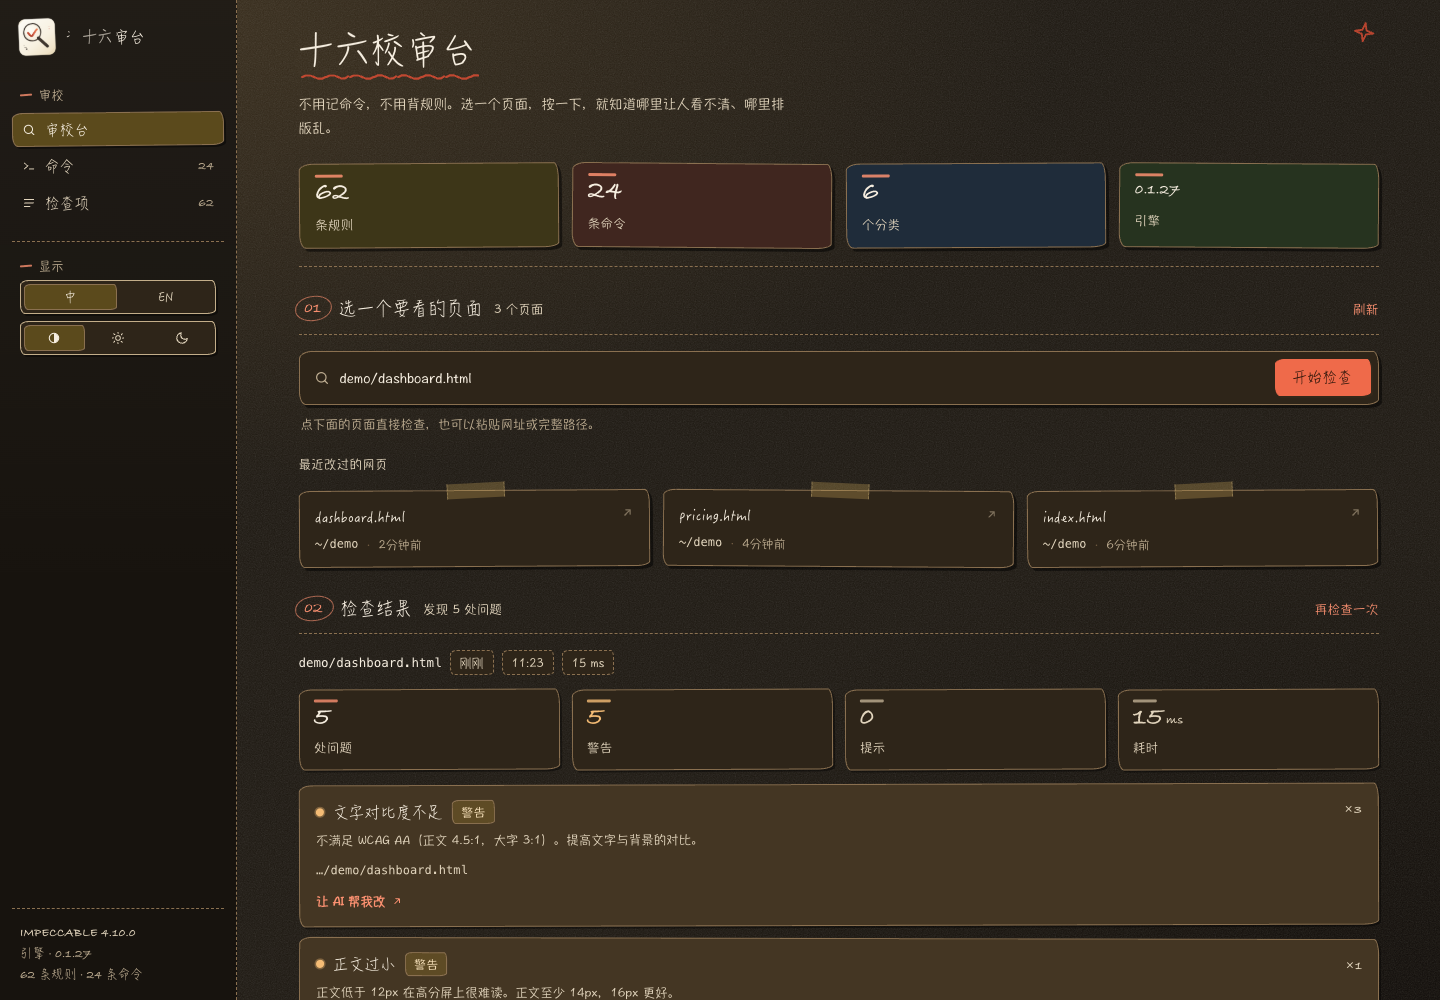 十六审台
审校
审校台
命令 24
检查项 62
显示
中 EN
IMPECCABLE 4.10.0
引擎 · 0.1.27
62 条规则 · 24 条命令
十六校审台
不用记命令，不用背规则。选一个页面，按一下，就知道哪里让人看不清、哪里排
版乱。
62
条规则
24
条命令
6
个分类
0.1.27
引擎
01 选一个要看的页面 3 个页面 刷新
demo/dashboard.html 开始检查
点下面的页面直接检查，也可以粘贴网址或完整路径。
最近改过的网页
dashboard.html
~/demo · 2分钟前
pricing.html
~/demo · 4分钟前
index.html
~/demo · 6分钟前
02 检查结果 发现 5 处问题 再检查一次
demo/dashboard.html 刚刚 11:23 15 ms
5
处问题
5
警告
0
提示
15 ms
耗时
文字对比度不足 警告 ×3
不满足 WCAG AA（正文 4.5:1，大字 3:1）。提高文字与背景的对比。
…/demo/dashboard.html
让 AI 帮我改
正文过小 警告 ×1
正文低于 12px 在高分屏上很难读。正文至少 14px，16px 更好。